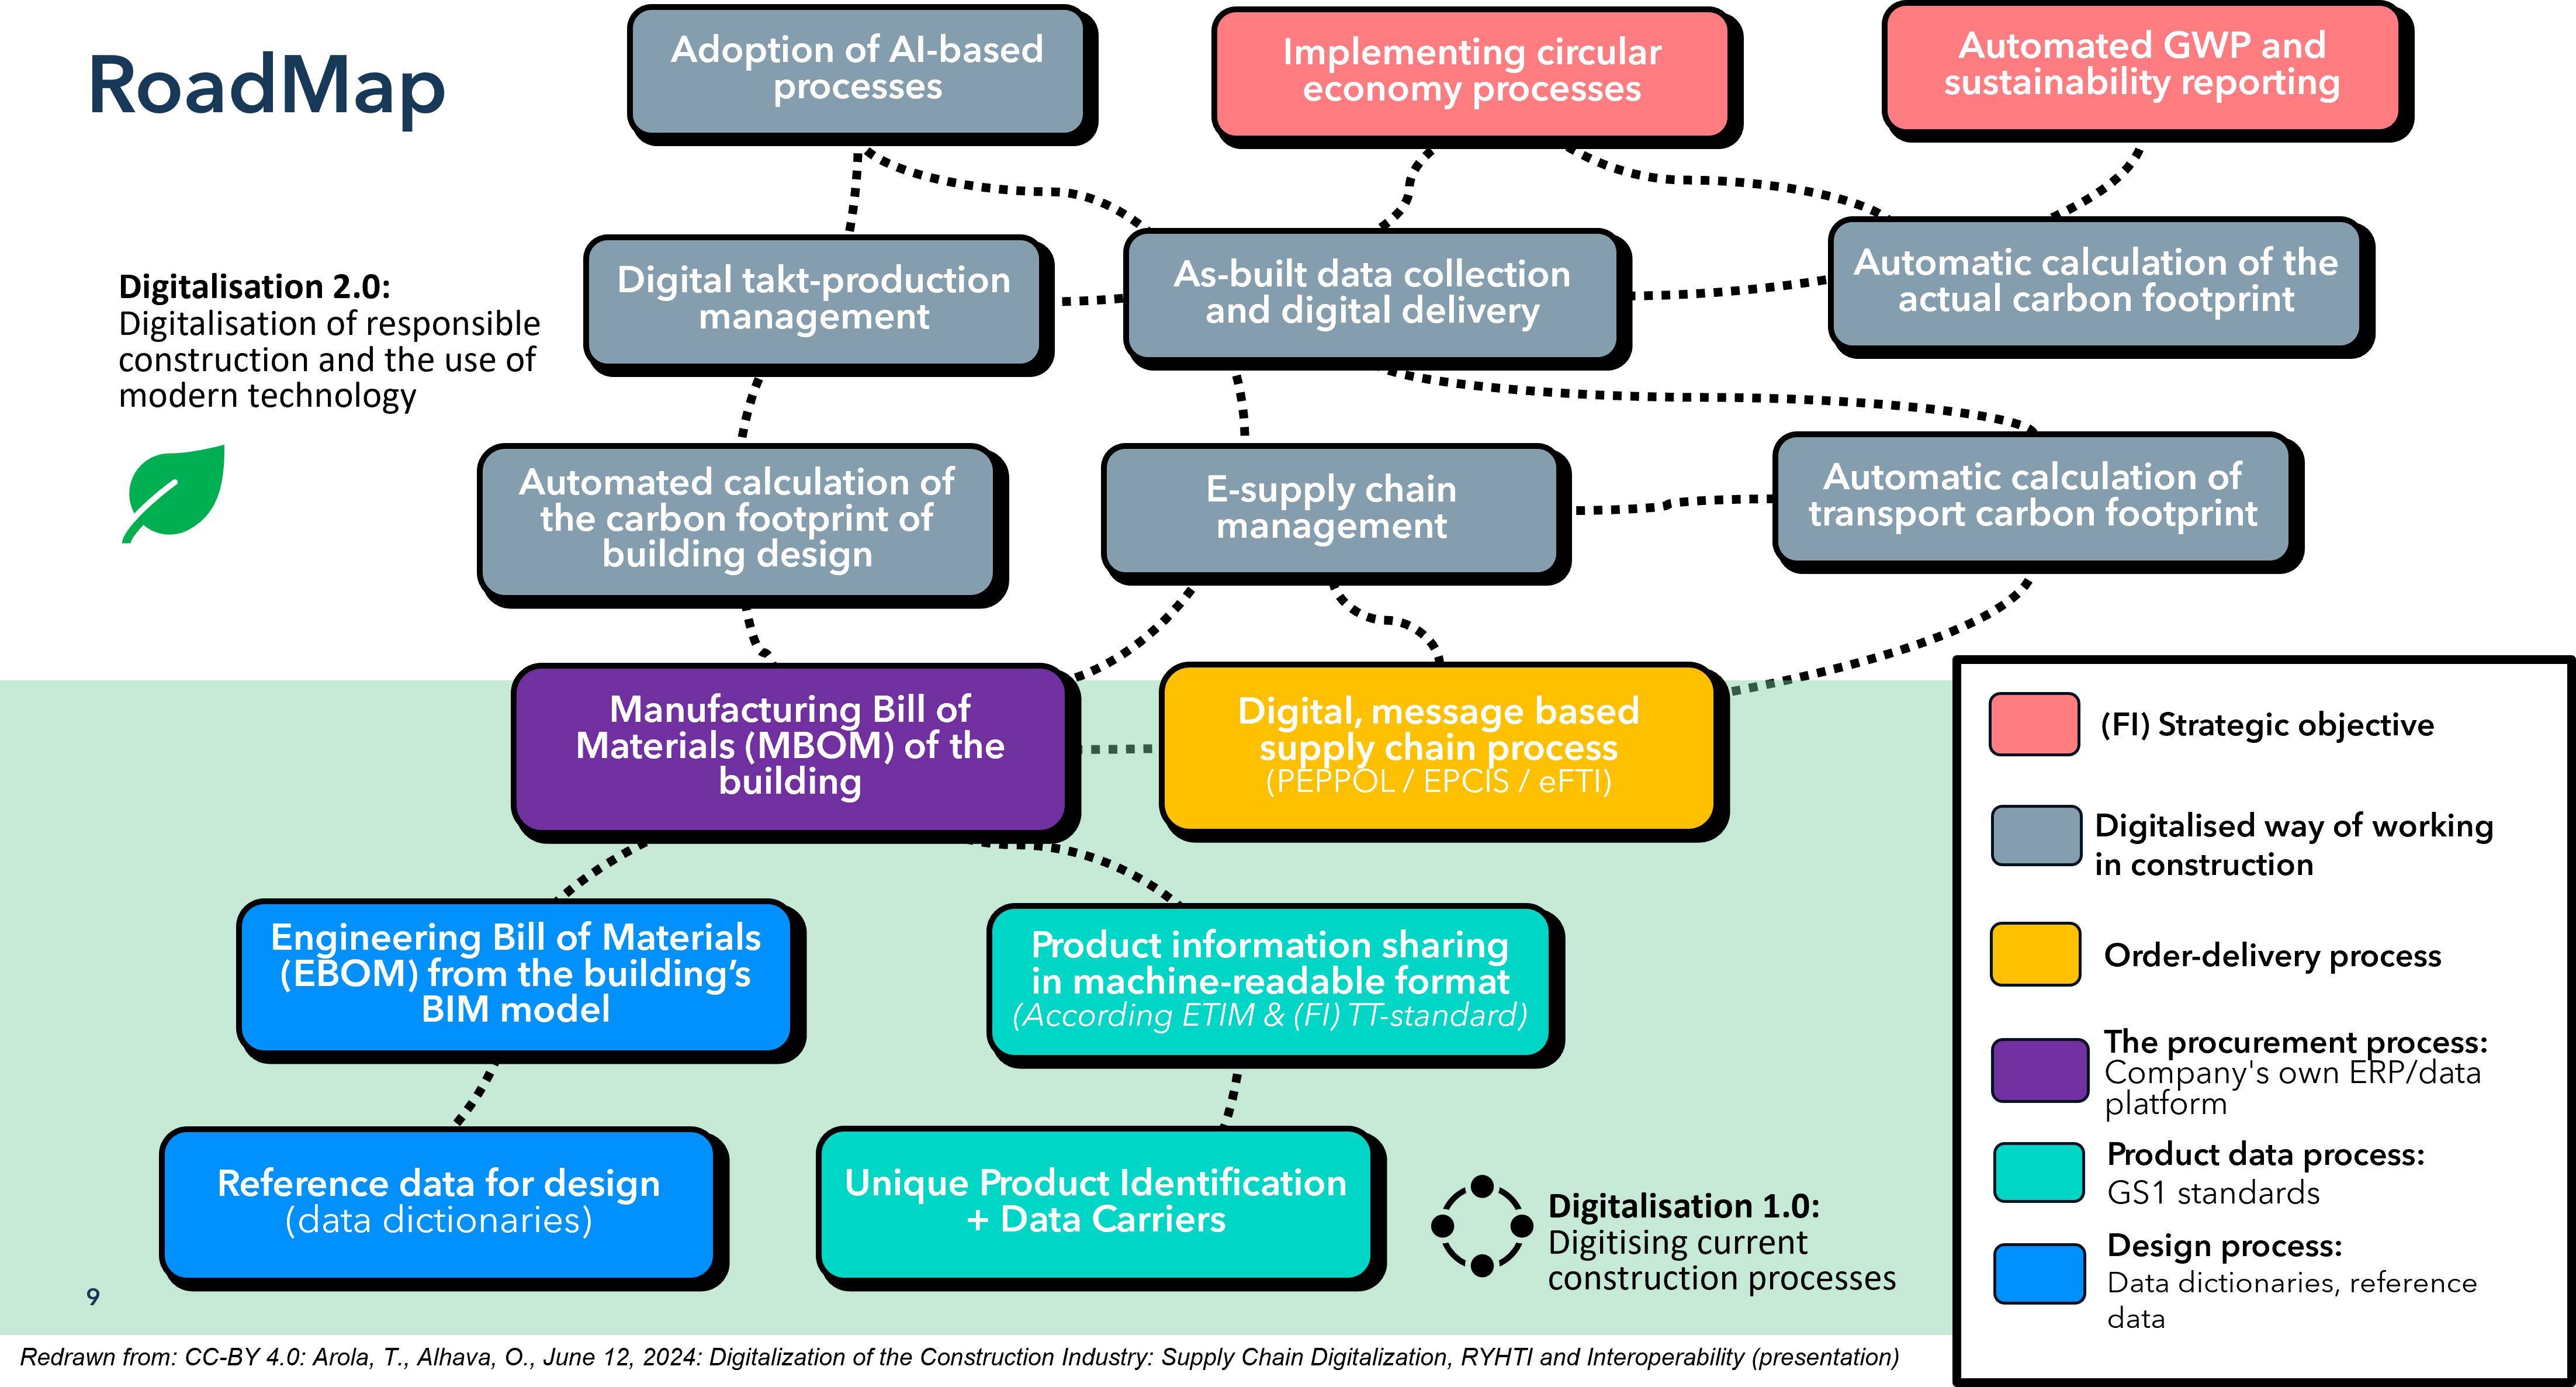 RoadMap
Adoption of AI-based
processes
Implementing circular
economy processes
Automated GWP and
sustainability reporting
Digitalisation 2.0:
Digitalisation of responsible
construction and the use of
modern technology
Digital takt-production
management
As-built data collection
and digital delivery
Automatic calculation of the
actual carbon footprint
Automated calculation of
the carbon footprint of
building design
E-supply chain
management
Automatic calculation of
transport carbon footprint
Manufacturing Bill of
Materials (MBOM) of the
building
Digital, message based
supply chain process
(PEPPOL / EPCIS / eFTI)
Engineering Bill of Materials
(EBOM) from the building’s
BIM model
Product information sharing
in machine-readable format
(According ETIM & (FI) TT-standard)
Reference data for design
(data dictionaries)
Unique Product Identification
+ Data Carriers
Digitalisation 1.0:
Digitising current
construction processes
(FI) Strategic objective
Digitalised way of working
in construction
Order-delivery process
The procurement process:
Company's own ERP/data
platform
Product data process:
GS1 standards
Design process:
Data dictionaries, reference
data
9
Redrawn from: CC-BY 4.0: Arola, T., Alhava, O., June 12, 2024: Digitalization of the Construction Industry: Supply Chain Digitalization, RYHTI and Interoperability (presentation)